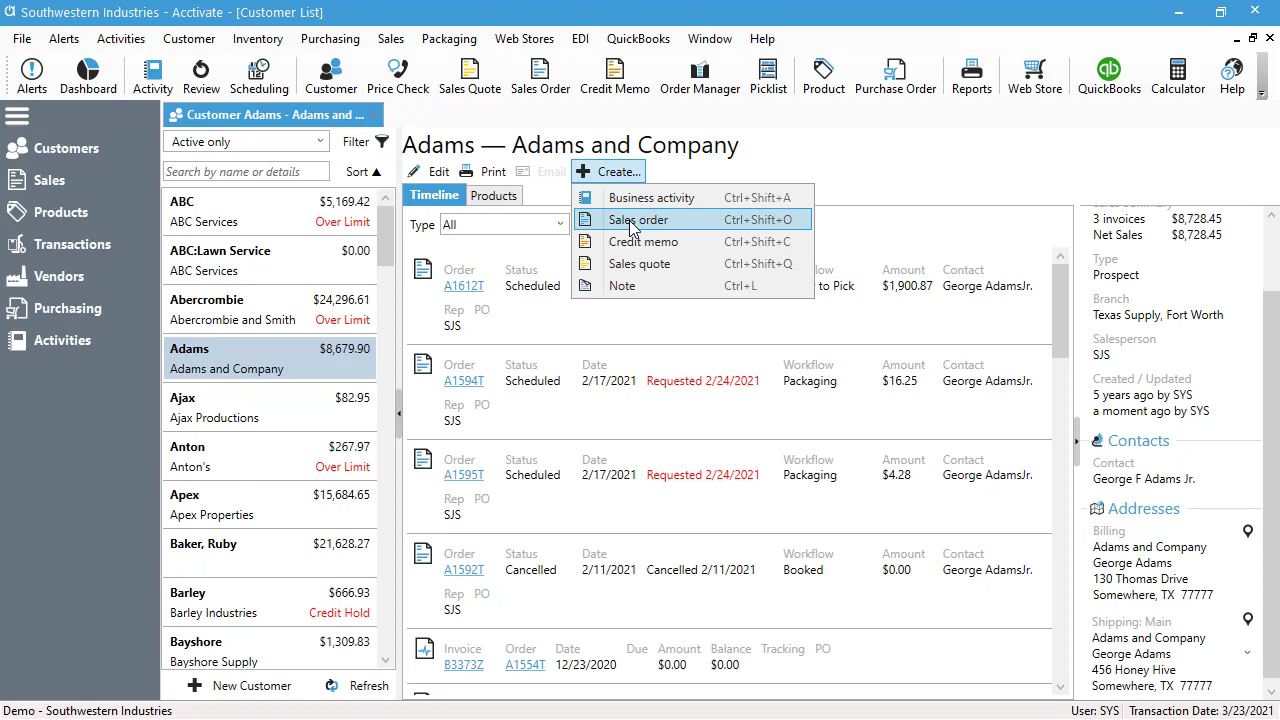 Southwestern Industries - Acctivate - [Customer List]
File Alerts Activities Customer Inventory Purchasing Sales Packaging Web Stores EDI QuickBooks Window Help
Alerts Dashboard Activity Review Scheduling Customer Price Check Sales Quote Sales Order Credit Memo Order Manager Picklist Product Purchase Order Reports Web Store QuickBooks Calculator Help
Customers
Sales
Products
Transactions
Vendors
Purchasing
Activities
Customer Adams - Adams and ...
Active only Filter
Search by name or details Sort
ABC $5,169.42
ABC Services Over Limit
ABC:Lawn Service $0.00
ABC Services Over Limit
Abercrombie $24,296.61
Abercrombie and Smith Over Limit
Adams $8,679.90
Adams and Company
Ajax $82.95
Ajax Productions
Anton $267.97
Anton's Over Limit
Apex $15,684.65
Apex Properties
Baker, Ruby $21,628.27
Barley $666.93
Barley Industries Credit Hold
Bayshore $1,309.83
Bayshore Supply
New Customer Refresh
Adams — Adams and Company
Edit Print Email Create...
Timeline Products
Type All
Business activity Ctrl+Shift+A
Sales order Ctrl+Shift+O
Credit memo Ctrl+Shift+C
Sales quote Ctrl+Shift+Q
Note Ctrl+L
Order Status Amount Contact
A1612T Scheduled to Pick $1,900.87 George AdamsJr.
Rep PO
SJS
Order Status Date Workflow Amount Contact
A1594T Scheduled 2/17/2021 Requested 2/24/2021 Packaging $16.25 George AdamsJr.
Rep PO
SJS
Order Status Date Workflow Amount Contact
A1595T Scheduled 2/17/2021 Requested 2/24/2021 Packaging $4.28 George AdamsJr.
Rep PO
SJS
Order Status Date Workflow Amount Contact
A1592T Cancelled 2/11/2021 Cancelled 2/11/2021 Booked $0.00 George AdamsJr.
Rep PO
SJS
Invoice Order Date Due Amount Balance Tracking PO
B3373Z A1554T 12/23/2020 $0.00 $0.00
3 invoices $8,728.45
Net Sales $8,728.45
Type
Prospect
Branch
Texas Supply, Fort Worth
Salesperson
SJS
Created / Updated
5 years ago by SYS
a moment ago by SYS
Contacts
Contact
George F Adams Jr.
Addresses
Billing
Adams and Company
George Adams
130 Thomas Drive
Somewhere, TX 77777
Shipping: Main
Adams and Company
George Adams
456 Honey Hive
Somewhere, TX 77777
Demo - Southwestern Industries
User: SYS Transaction Date: 3/23/2021